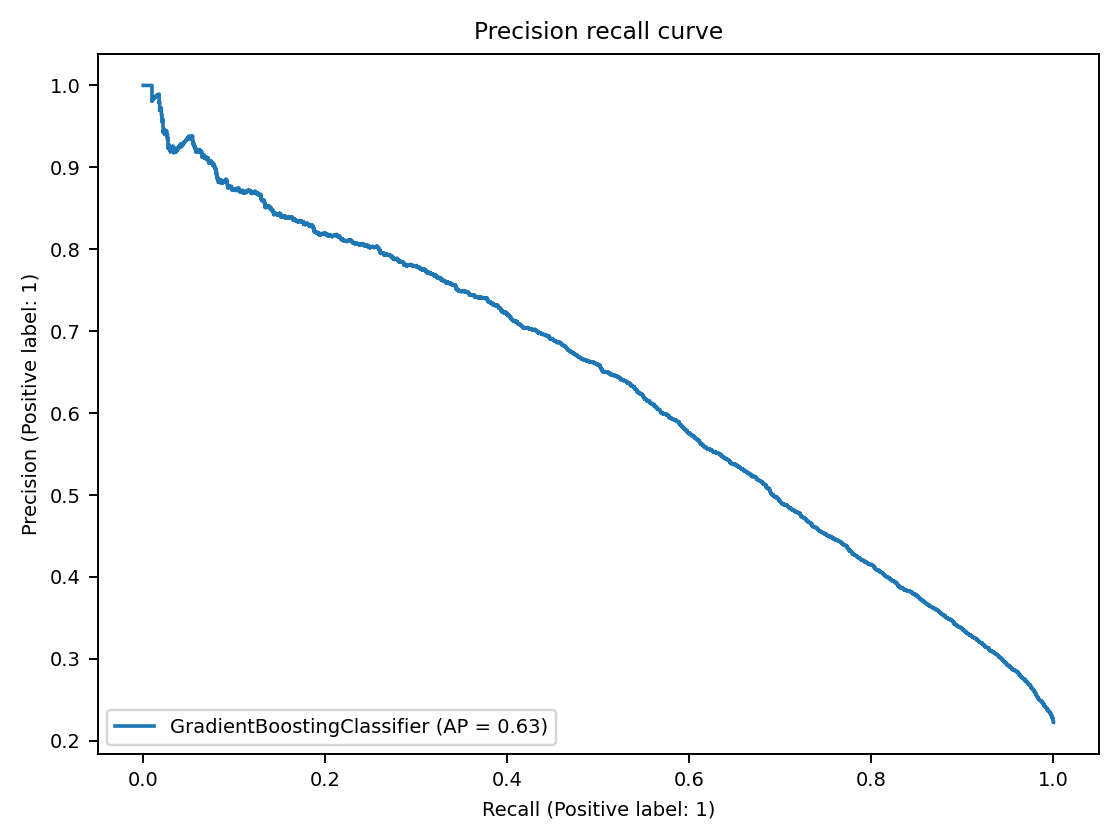 Precision recall curve
Precision (Positive label: 1)
1.0
0.9
0.8
0.7
0.6
0.5
0.4
0.3
0.2
GradientBoostingClassifier (AP = 0.63)
0.0 0.2 0.4 0.6 0.8 1.0
Recall (Positive label: 1)